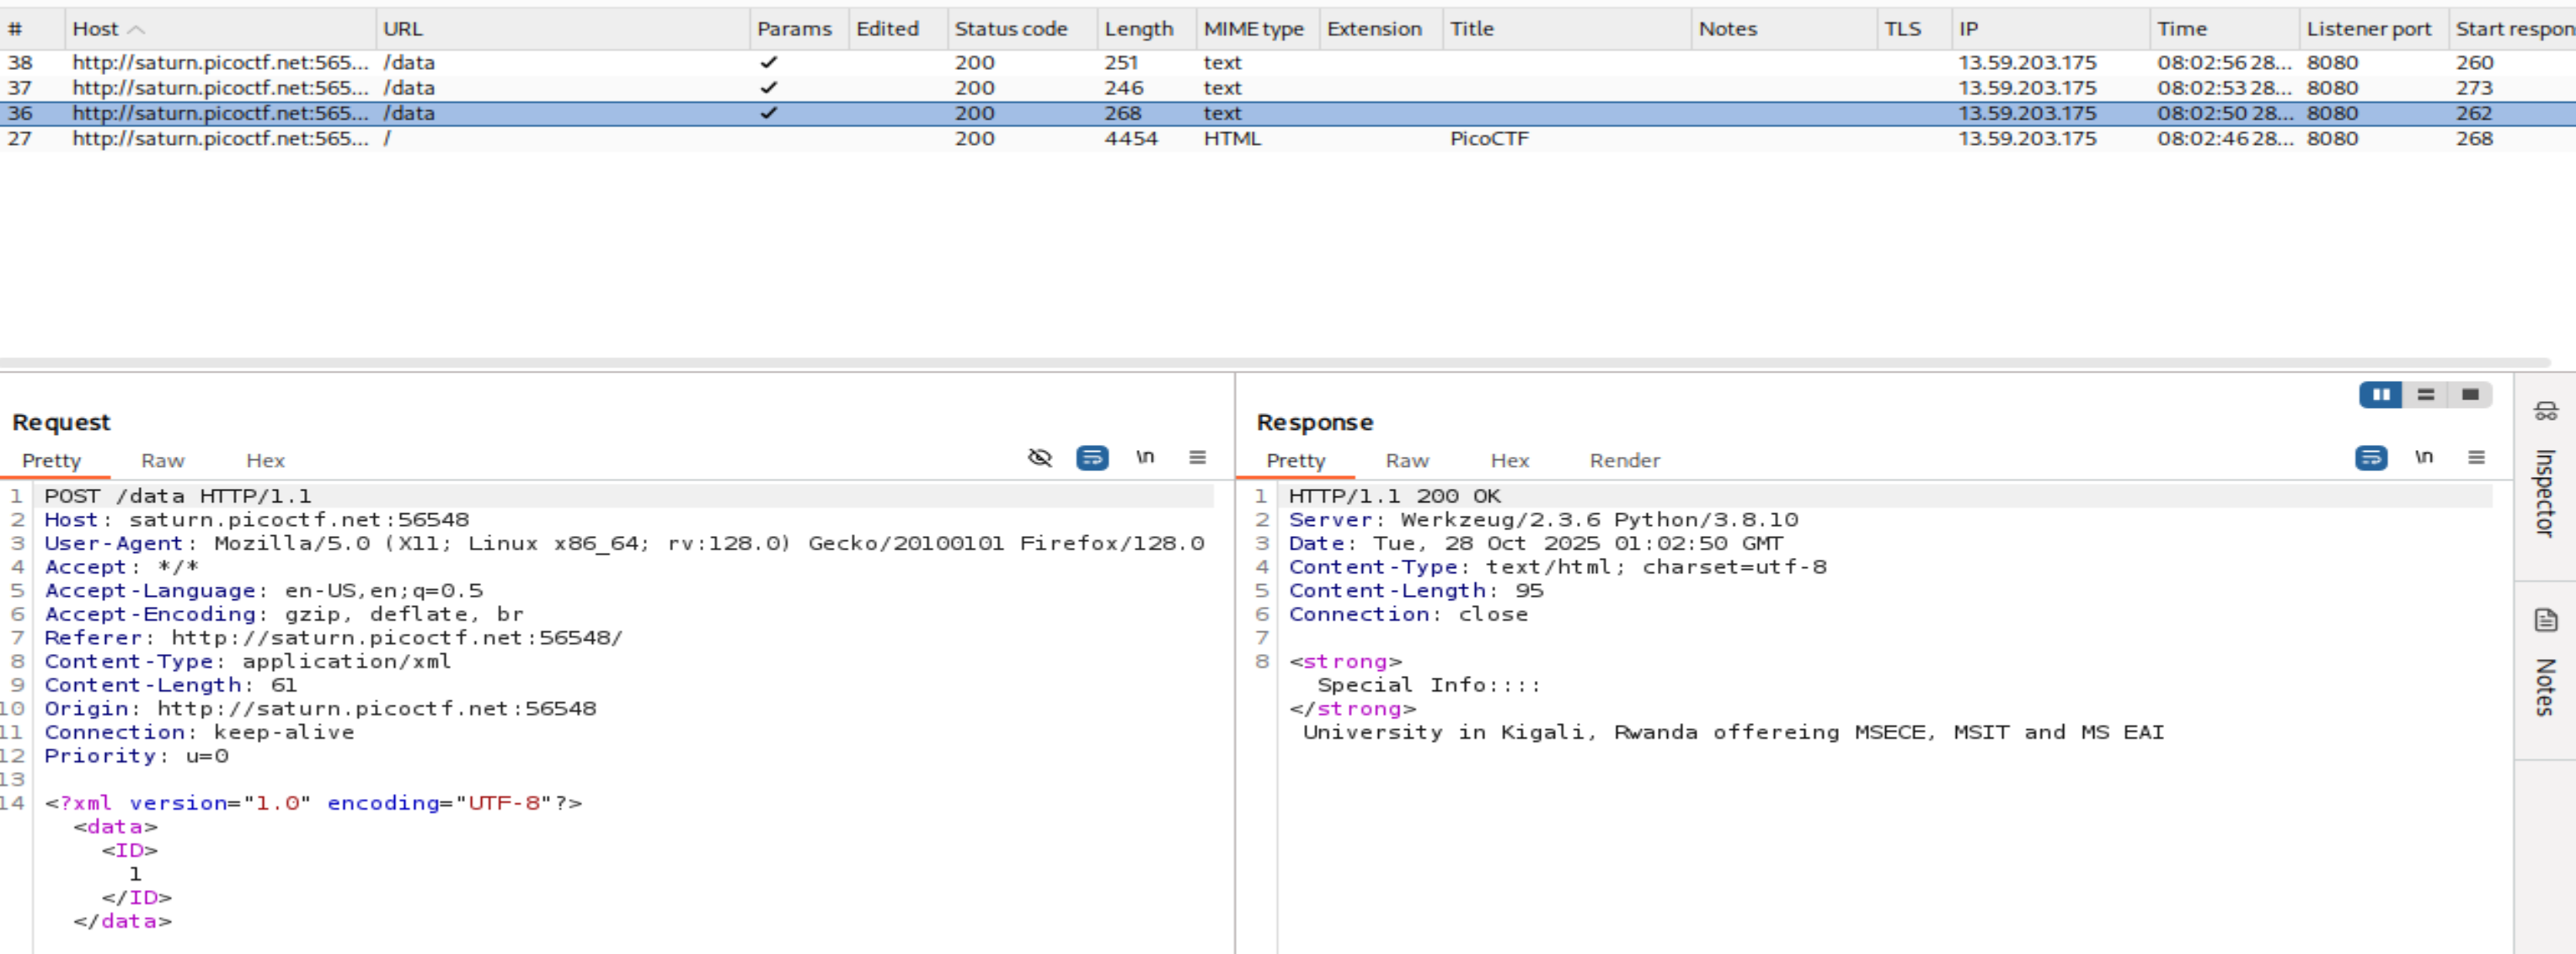 # Host URL Params Edited Status code Length MIME type Extension Title Notes TLS IP Time Listener port Start respon
38 http://saturn.picoctf.net:565... /data ✓ 200 251 text 13.59.203.175 08:02:56 28... 8080 260
37 http://saturn.picoctf.net:565... /data ✓ 200 246 text 13.59.203.175 08:02:53 28... 8080 273
36 http://saturn.picoctf.net:565... /data ✓ 200 268 text 13.59.203.175 08:02:50 28... 8080 262
27 http://saturn.picoctf.net:565... / 200 4454 HTML PicoCTF 13.59.203.175 08:02:46 28... 8080 268
Request
Pretty Raw Hex \n
1 POST /data HTTP/1.1
2 Host: saturn.picoctf.net:56548
3 User-Agent: Mozilla/5.0 (X11; Linux x86_64; rv:128.0) Gecko/20100101 Firefox/128.0
4 Accept: */*
5 Accept-Language: en-US,en;q=0.5
6 Accept-Encoding: gzip, deflate, br
7 Referer: http://saturn.picoctf.net:56548/
8 Content-Type: application/xml
9 Content-Length: 61
10 Origin: http://saturn.picoctf.net:56548
11 Connection: keep-alive
12 Priority: u=0
13
14 <?xml version="1.0" encoding="UTF-8"?>
<data>
<ID>
1
</ID>
</data>
Response
Pretty Raw Hex Render \n
1 HTTP/1.1 200 OK
2 Server: Werkzeug/2.3.6 Python/3.8.10
3 Date: Tue, 28 Oct 2025 01:02:50 GMT
4 Content-Type: text/html; charset=utf-8
5 Content-Length: 95
6 Connection: close
7
8 <strong>
Special Info::::
</strong>
University in Kigali, Rwanda offereing MSECE, MSIT and MS EAI
Inspector
Notes